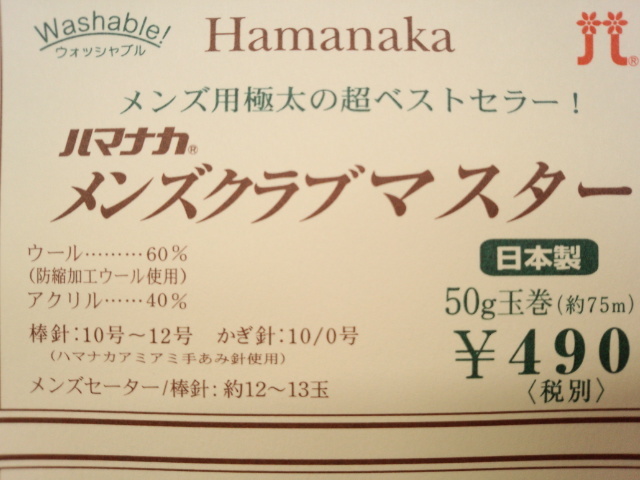 Washable!
ウォッシャブル
Hamanaka
メンズ用極太の超ベストセラー！
ハマナカ®
メンズクラブマスター
ウール………60%
(防縮加工ウール使用)
アクリル……40%
日本製
50g玉巻(約75m)
棒針:10号～12号 かぎ針:10/0号
(ハマナカアミアミ手あみ針使用)
¥490
〈税別〉
メンズセーター/棒針:約12～13玉